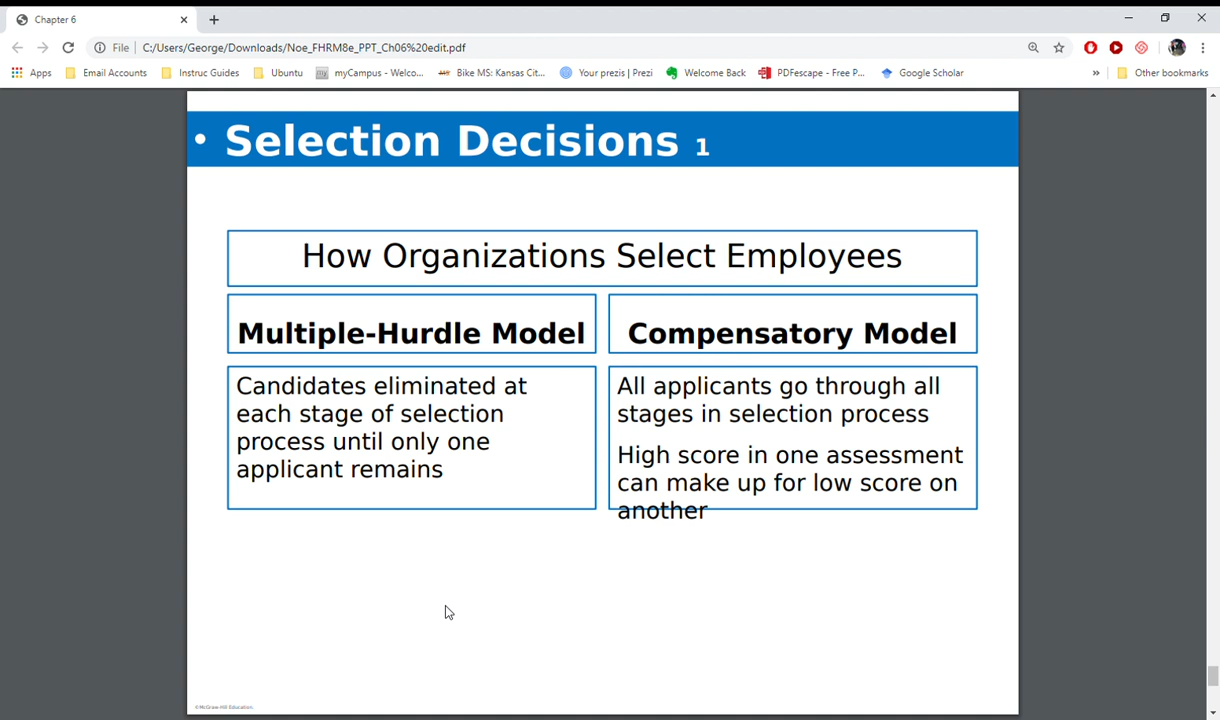 Chapter 6
File C:/Users/George/Downloads/Noe_FHRM8e_PPT_Ch06%20edit.pdf
Apps Email Accounts Instruc Guides Ubuntu myCampus - Welco... Bike MS: Kansas Cit... Your prezis | Prezi Welcome Back PDFescape - Free P... Google Scholar » Other bookmarks
• Selection Decisions 1
How Organizations Select Employees
Multiple-Hurdle Model
Candidates eliminated at
each stage of selection
process until only one
applicant remains
Compensatory Model
All applicants go through all
stages in selection process
High score in one assessment
can make up for low score on
another
©McGraw-Hill Education.